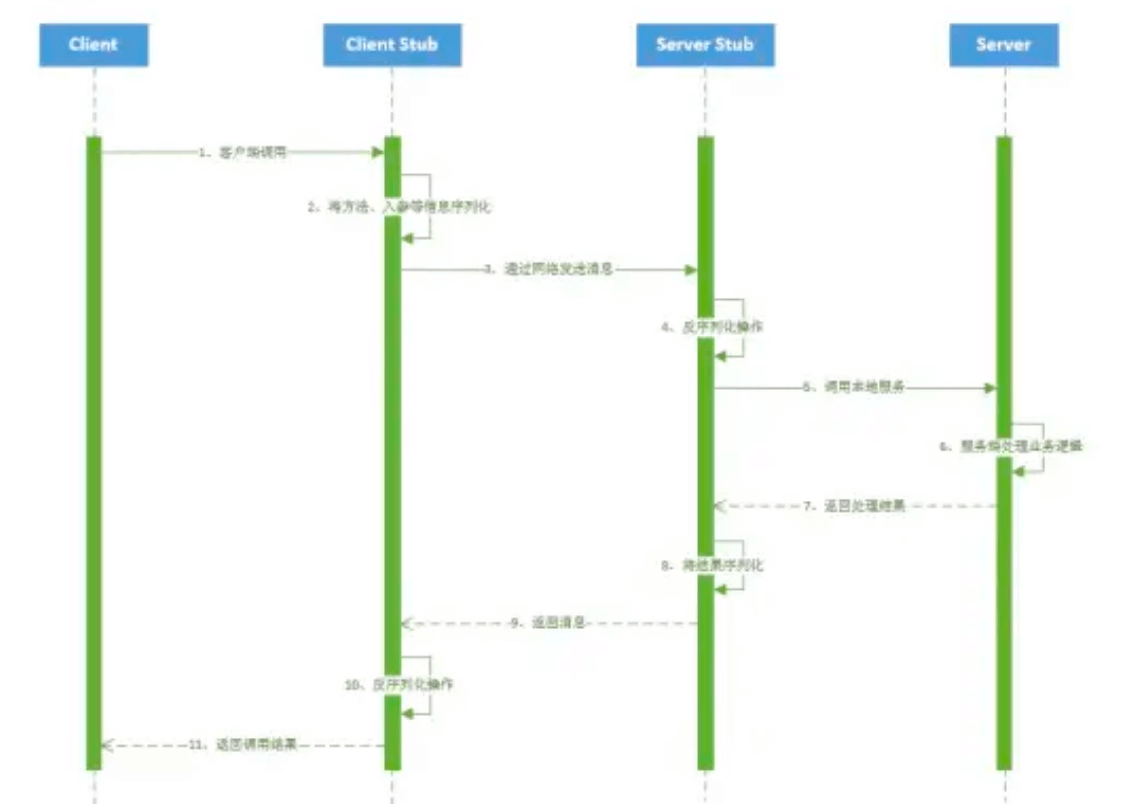 Client
Client Stub
Server Stub
Server
1、客户端调用
2、将方法、入参等信息序列化
3、通过网络发送消息
4、反序列化操作
5、调用本地服务
6、服务端处理业务逻辑
7、返回处理结果
8、将结果序列化
9、返回消息
10、反序列化操作
11、返回调用结果